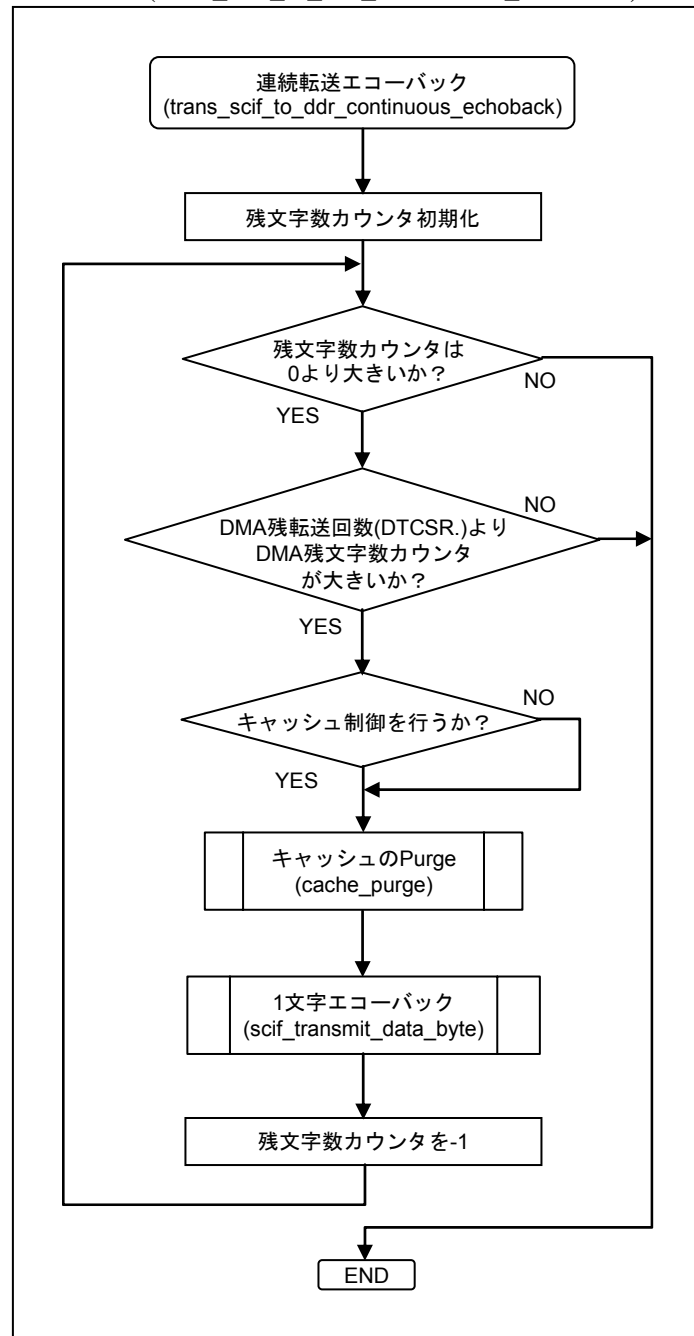 連続転送エコーバック
(trans_scif_to_ddr_continuous_echoback)
残文字数カウンタ初期化
残文字数カウンタは
0より大きいか？
NO
YES
NO
DMA残転送回数(DTCSR.)より
DMA残文字数カウンタ
が大きいか？
YES
NO
キャッシュ制御を行うか？
YES
キャッシュのPurge
(cache_purge)
1文字エコーバック
(scif_transmit_data_byte)
残文字数カウンタを-1
END